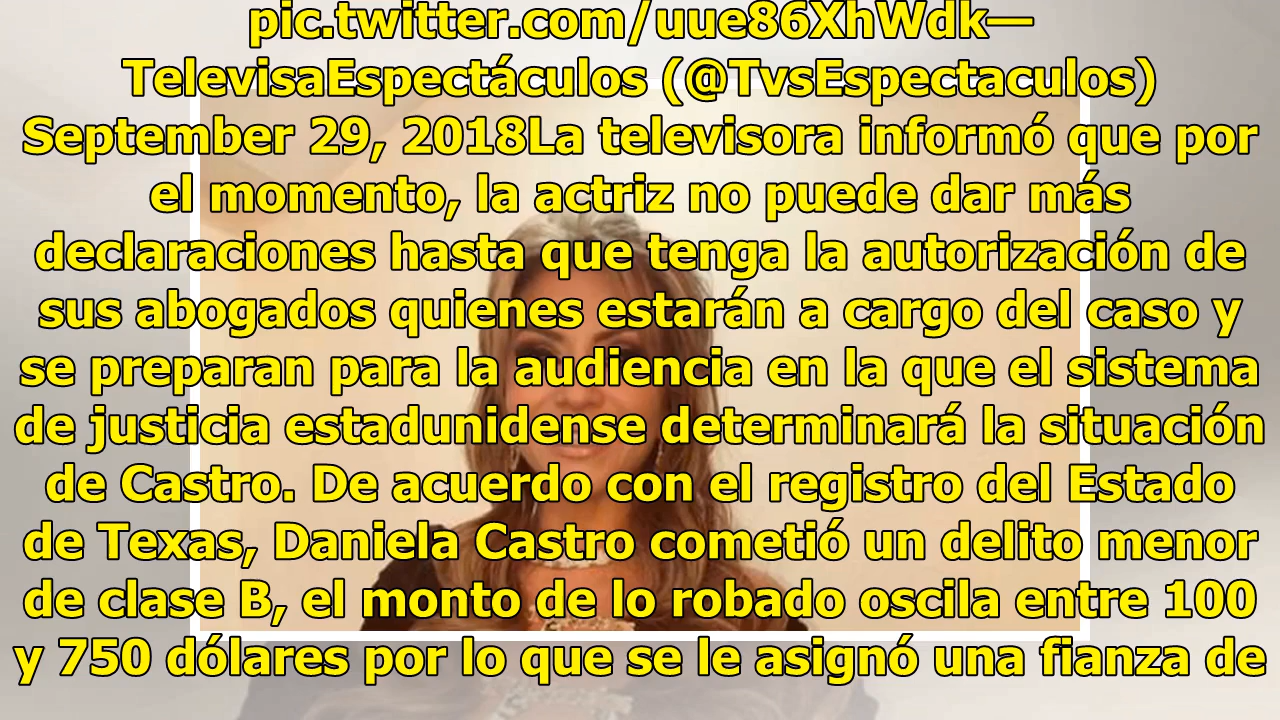 pic.twitter.com/uue86XhWdk—
TelevisaEspectáculos (@TvsEspectaculos)
September 29, 2018La televisora informó que por
el momento, la actriz no puede dar más
declaraciones hasta que tenga la autorización de
sus abogados quienes estarán a cargo del caso y
se preparan para la audiencia en la que el sistema
de justicia estadunidense determinará la situación
de Castro. De acuerdo con el registro del Estado
de Texas, Daniela Castro cometió un delito menor
de clase B, el monto de lo robado oscila entre 100
y 750 dólares por lo que se le asignó una fianza de